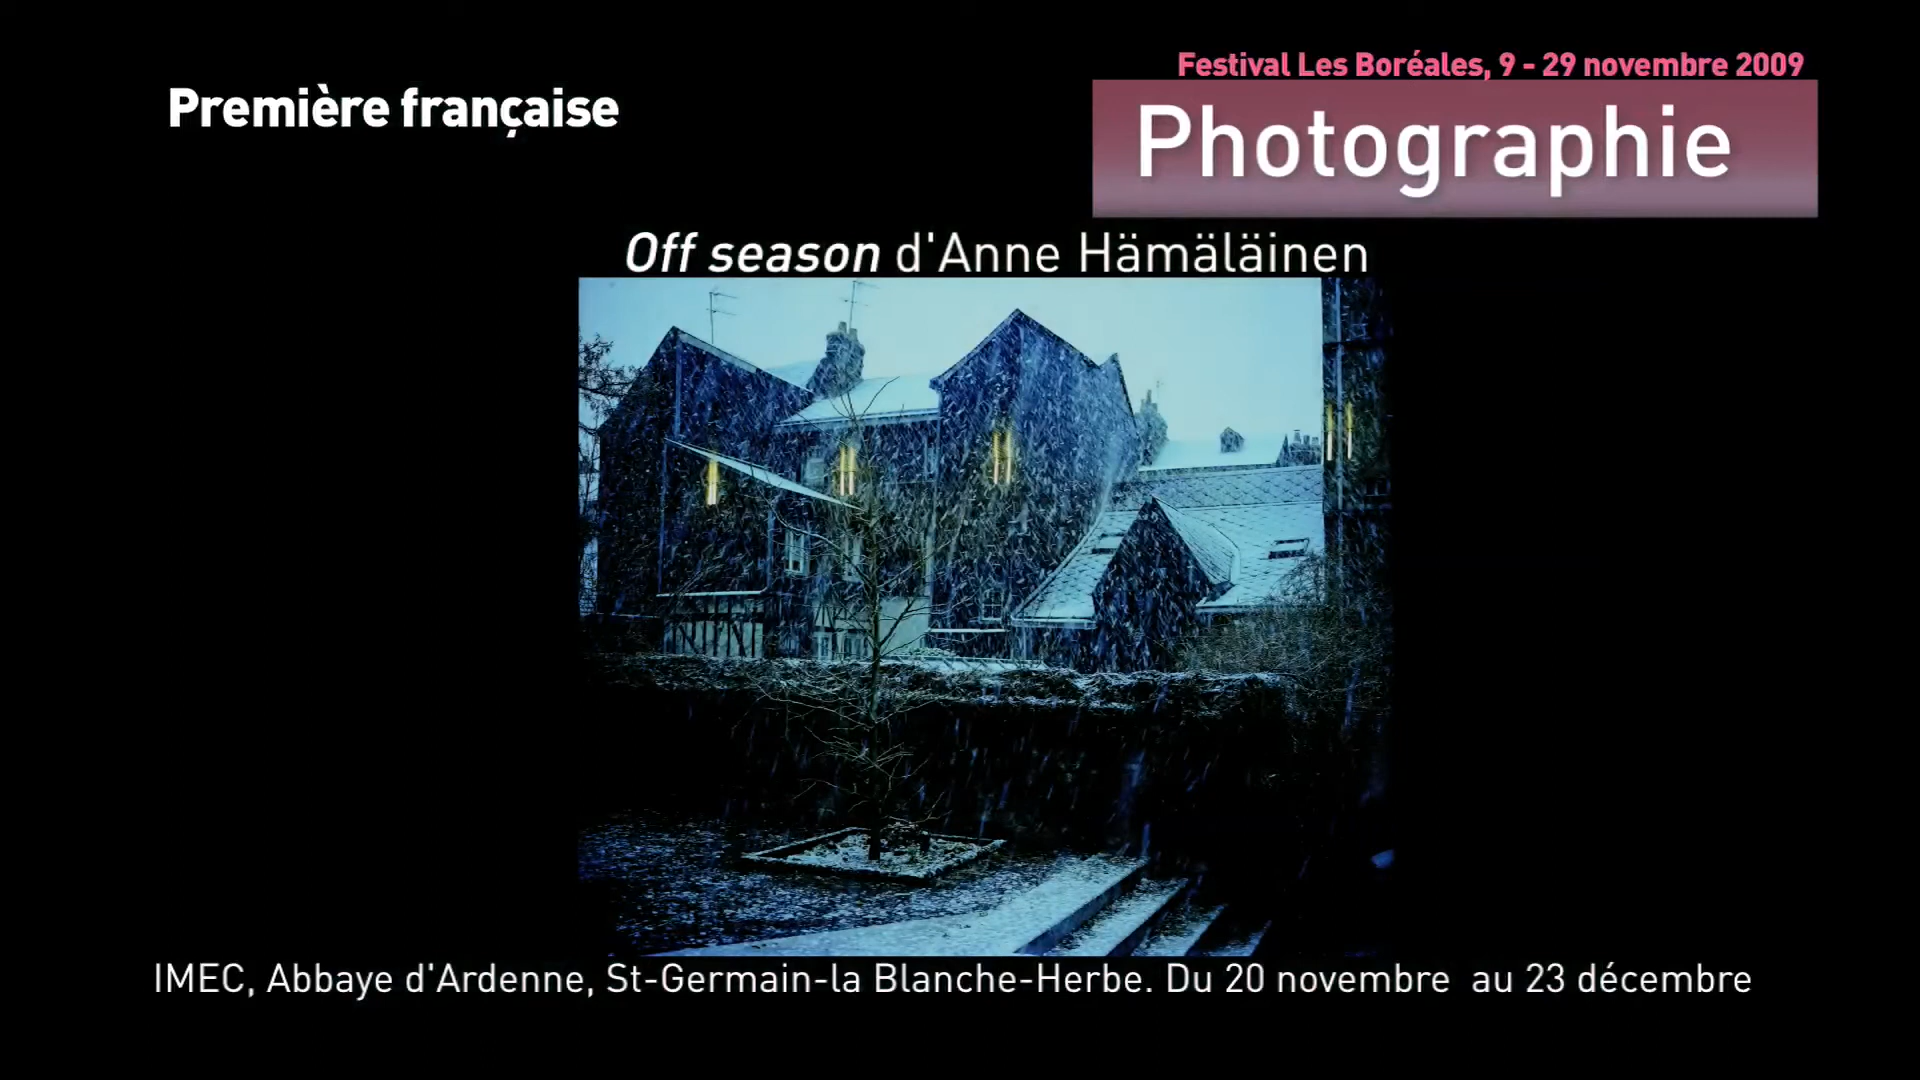 Festival Les Boréales, 9 - 29 novembre 2009
Première française
Photographie
Off season d'Anne Hämäläinen
IMEC, Abbaye d'Ardenne, St-Germain-la Blanche-Herbe. Du 20 novembre au 23 décembre